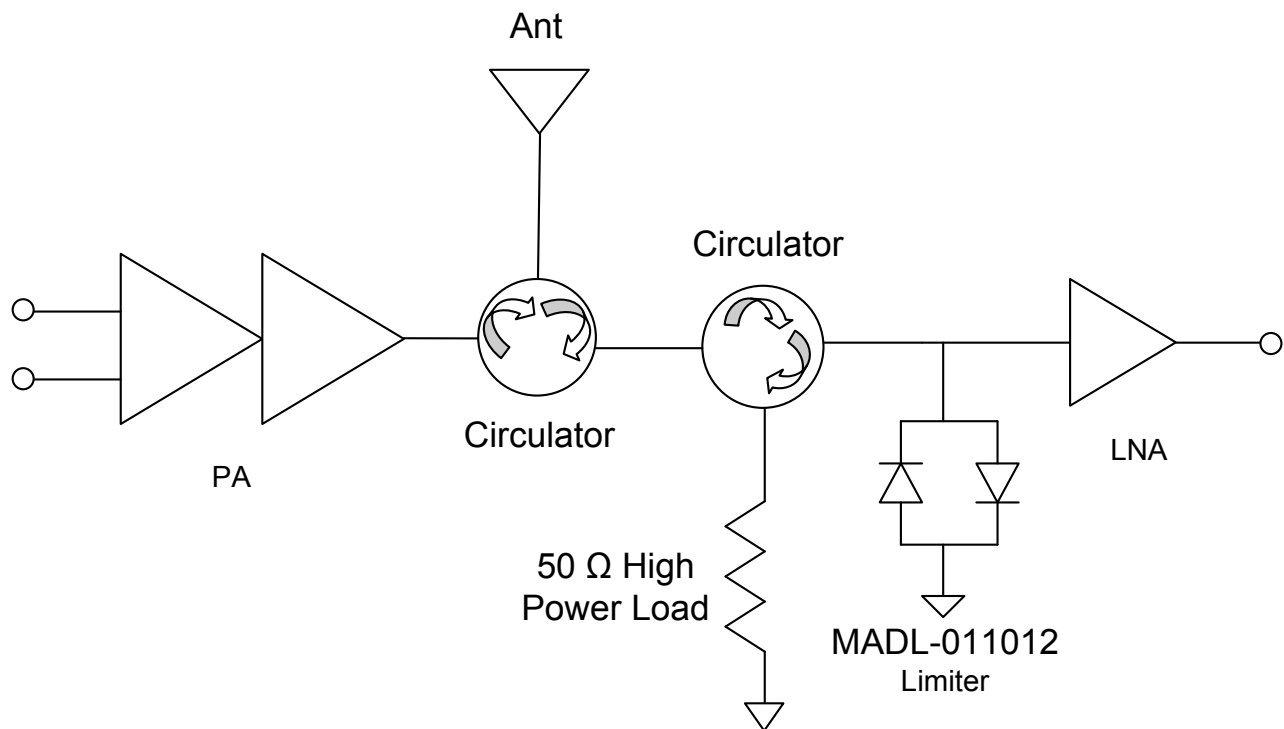 Ant
Circulator
Circulator
PA
LNA
50 Ω High
Power Load
MADL-011012
Limiter